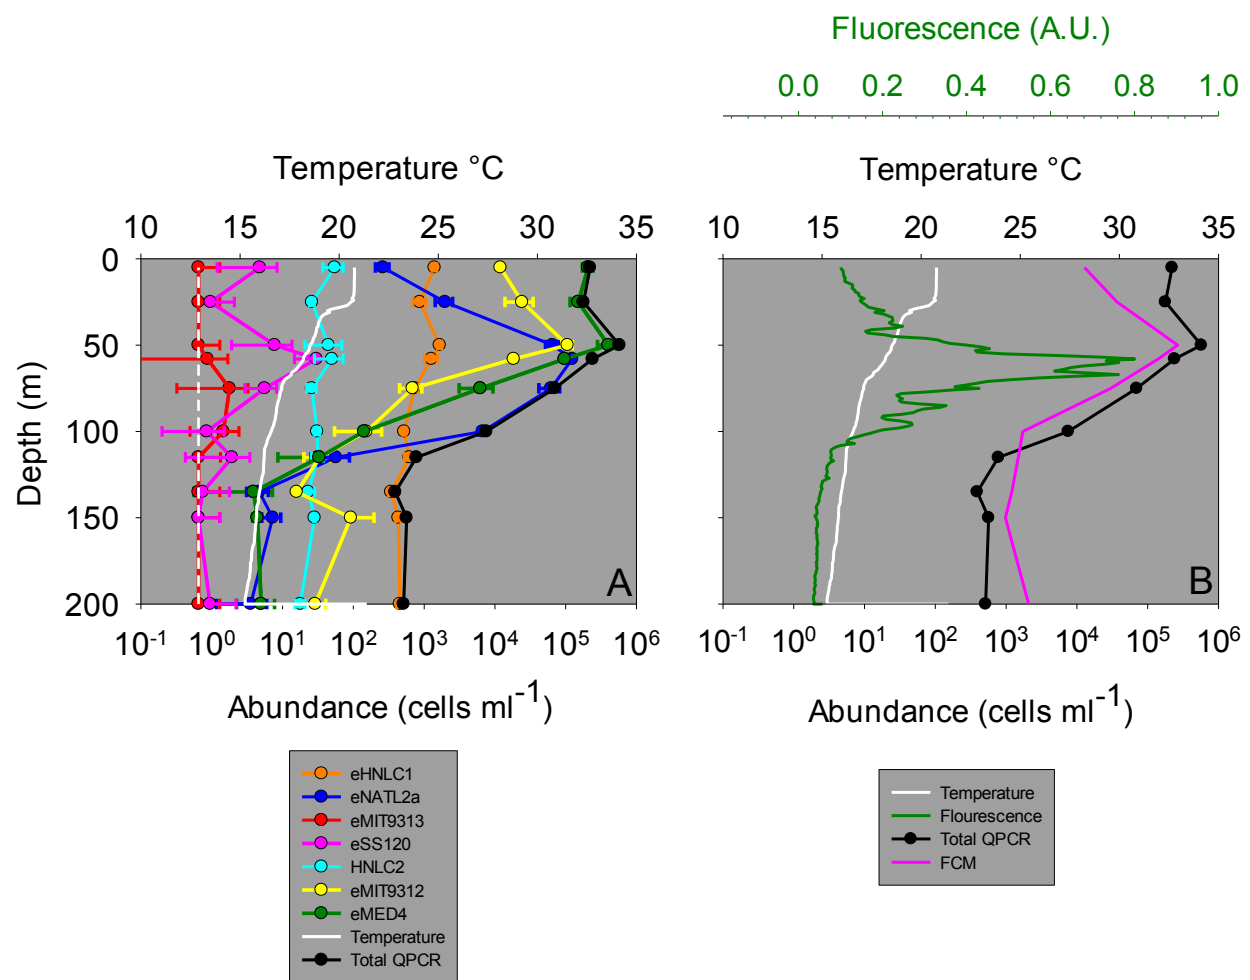 Fluorescence (A.U.)
0.0 0.2 0.4 0.6 0.8 1.0
Temperature °C
10 15 20 25 30 35
Temperature °C
10 15 20 25 30 35
Depth (m)
0
50
100
150
200
A
B
10-1 100 101 102 103 104 105 106
Abundance (cells ml-1)
10-1 100 101 102 103 104 105 106
Abundance (cells ml-1)
eHNLC1
eNATL2a
eMIT9313
eSS120
HNLC2
eMIT9312
eMED4
Temperature
Total QPCR
Temperature
Flourescence
Total QPCR
FCM